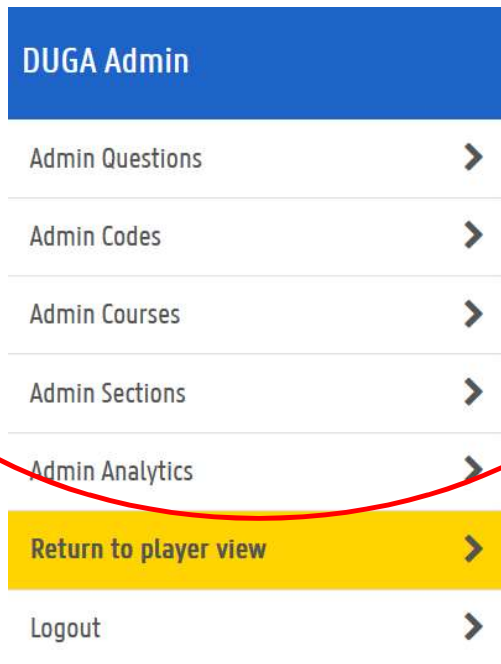 DUGA Admin
Admin Questions
Admin Codes
Admin Courses
Admin Sections
Admin Analytics
Return to player view
Logout